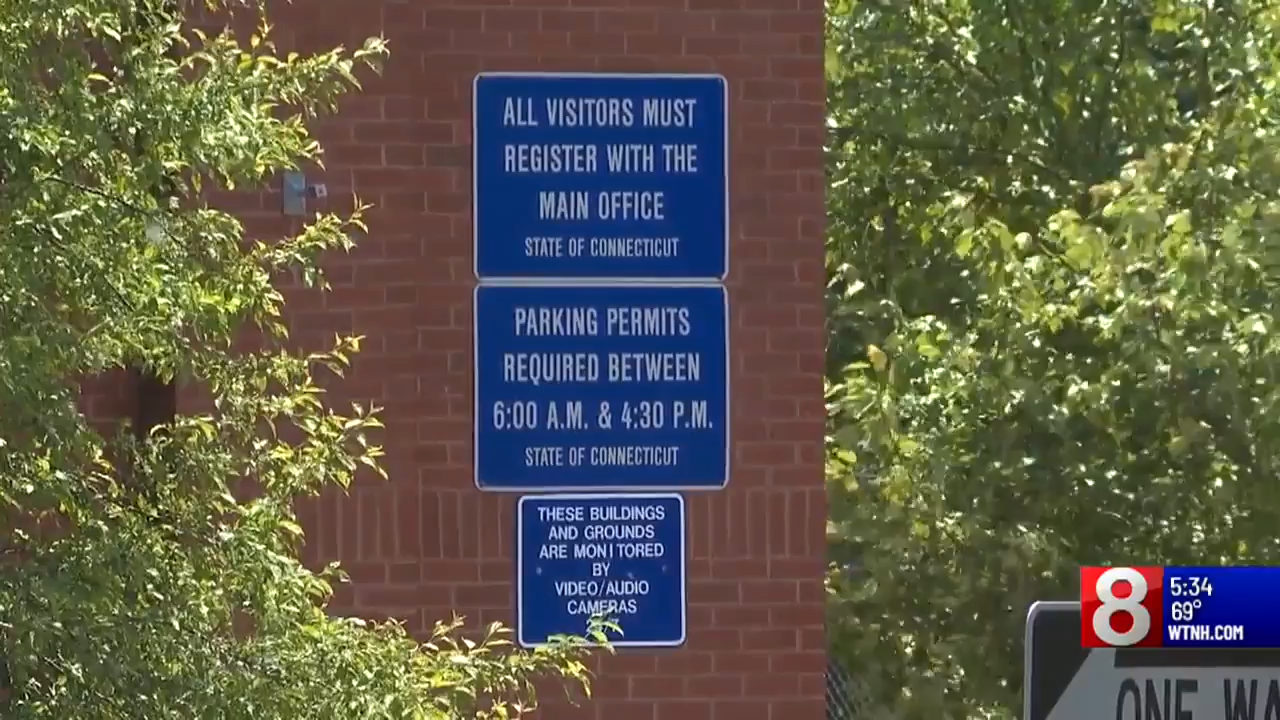 ALL VISITORS MUST
REGISTER WITH THE
MAIN OFFICE
STATE OF CONNECTICUT
PARKING PERMITS
REQUIRED BETWEEN
6:00 A.M. & 4:30 P.M.
STATE OF CONNECTICUT
THESE BUILDINGS
AND GROUNDS
ARE MONITORED
BY
VIDEO/AUDIO
CAMERAS
8
5:34
69°
WTNH.COM
ONE WA